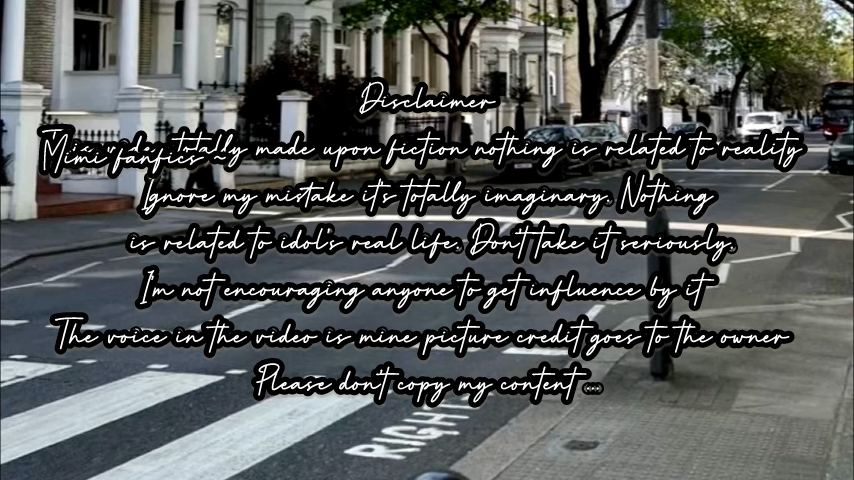 Disclaimer
totally made upon fiction nothing is related to reality
Mimi fanfics ~
Ignore my mistake it's totally imaginary, Nothing
is related to idol's real life, Don't take it seriously,
I'm not encouraging anyone to get influence by it
The voice in the video is mine picture credit goes to the owner
Please don't copy my content ...
RIGHT